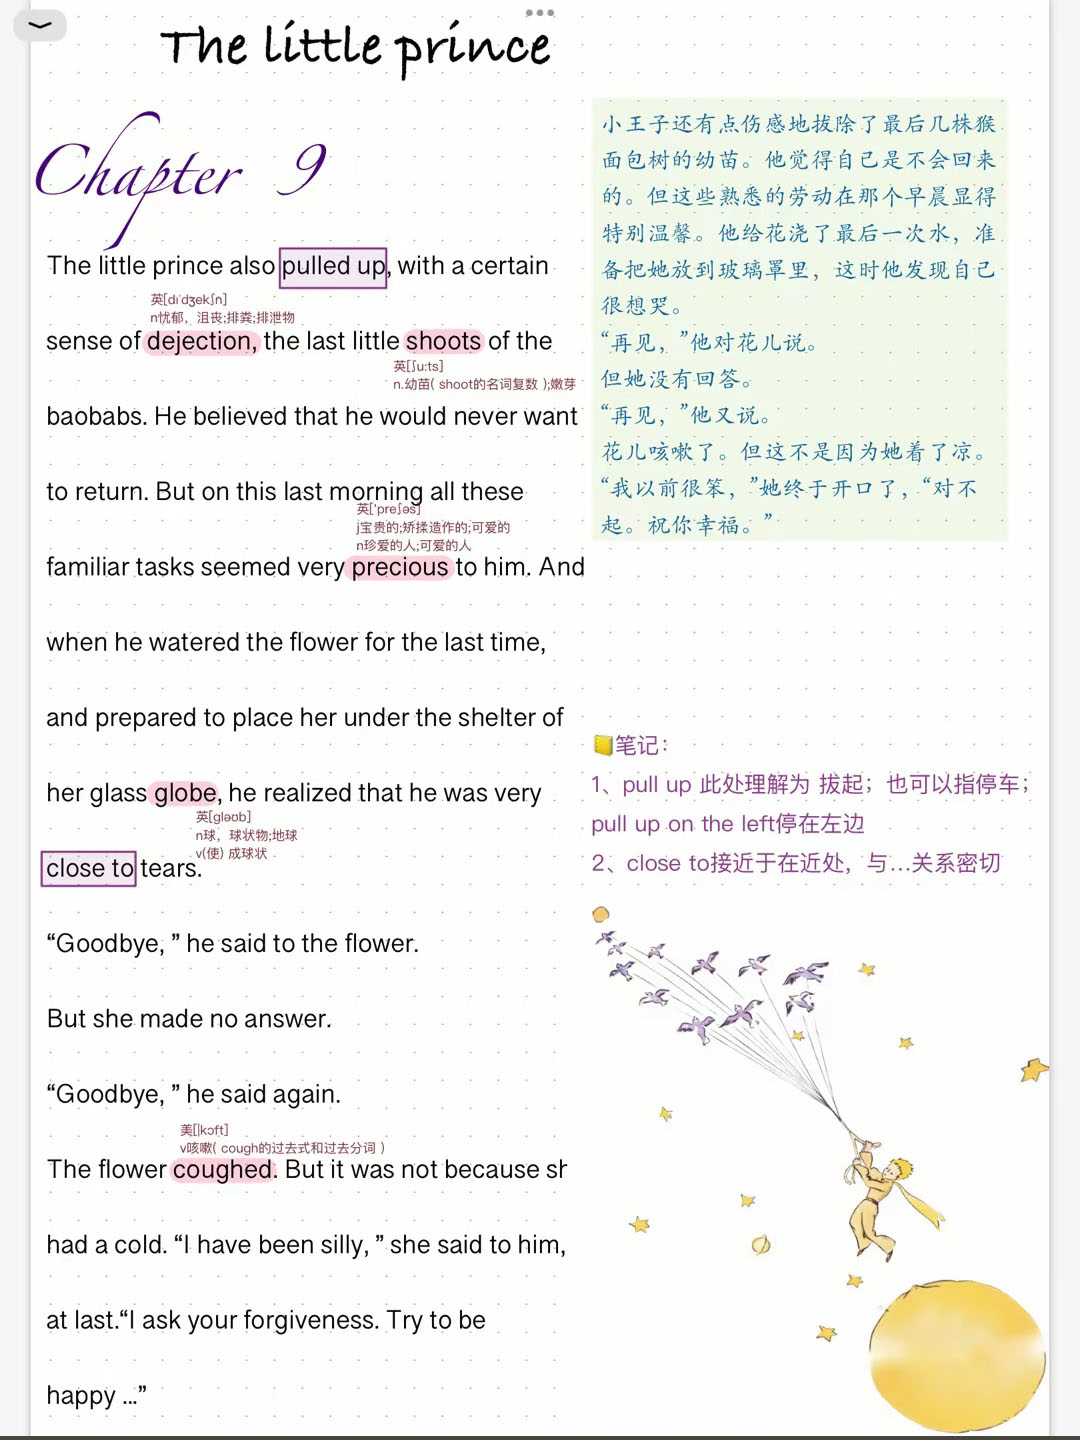 The little prince
Chapter 9
The little prince also pulled up, with a certain
英[dɪˈdʒekʃn]
n忧郁，沮丧;排粪;排泄物
sense of dejection, the last little shoots of the
英[ʃuːts]
n.幼苗( shoot的名词复数 );嫩芽
baobabs. He believed that he would never want
to return. But on this last morning all these
英[ˈpreʃəs]
j宝贵的;矫揉造作的;可爱的
n珍爱的人;可爱的人
familiar tasks seemed very precious to him. And
when he watered the flower for the last time,
and prepared to place her under the shelter of
her glass globe, he realized that he was very
英[gləʊb]
n球，球状物;地球
v(使) 成球状
close to tears.
“Goodbye, ” he said to the flower.
But she made no answer.
“Goodbye, ” he said again.
美[kɔft]
v咳嗽( cough的过去式和过去分词 )
The flower coughed. But it was not because sh
had a cold. “I have been silly, ” she said to him,
at last.“I ask your forgiveness. Try to be
happy ...”
小王子还有点伤感地拔除了最后几株猴
面包树的幼苗。他觉得自己是不会回来
的。但这些熟悉的劳动在那个早晨显得
特别温馨。他给花浇了最后一次水，准
备把她放到玻璃罩里，这时他发现自己
很想哭。
“再见，”他对花儿说。
但她没有回答。
“再见，”他又说。
花儿咳嗽了。但这不是因为她着了凉。
“我以前很笨，”她终于开口了，“对不
起。祝你幸福。”
笔记：
1、pull up 此处理解为 拔起；也可以指停车；
pull up on the left停在左边
2、close to接近于在近处，与...关系密切